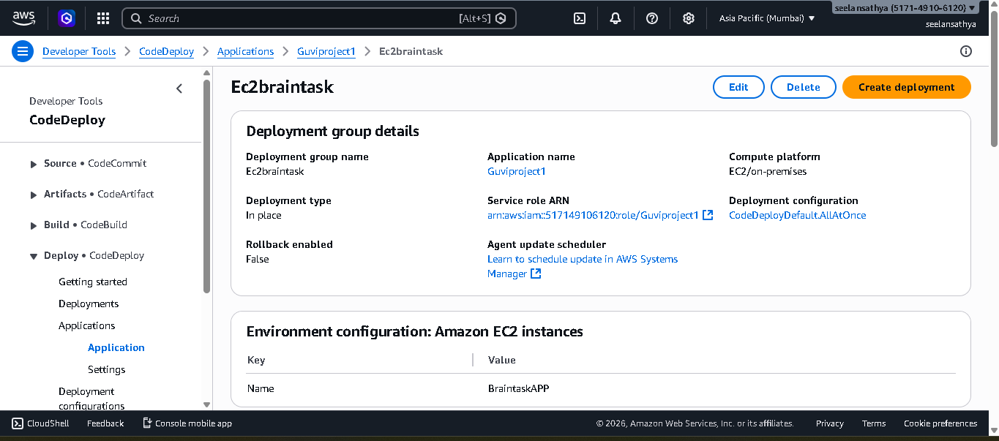 aws
Search
[Alt+S]
Asia Pacific (Mumbai)
seelansathya (5171-4910-6120)
seelansathya
Developer Tools
CodeDeploy
Applications
Guviproject1
Ec2braintask
Developer Tools
CodeDeploy
Source • CodeCommit
Artifacts • CodeArtifact
Build • CodeBuild
Deploy • CodeDeploy
Getting started
Deployments
Applications
Application
Settings
Deployment
configurations
Ec2braintask
Edit
Delete
Create deployment
Deployment group details
Deployment group name
Ec2braintask
Application name
Guviproject1
Compute platform
EC2/on-premises
Deployment type
In place
Service role ARN
arn:aws:iam::517149106120:role/Guviproject1
Deployment configuration
CodeDeployDefault.AllAtOnce
Rollback enabled
False
Agent update scheduler
Learn to schedule update in AWS Systems
Manager
Environment configuration: Amazon EC2 instances
Key
Value
Name
BraintaskAPP
CloudShell
Feedback
Console mobile app
© 2026, Amazon Web Services, Inc. or its affiliates.
Privacy
Terms
Cookie preferences